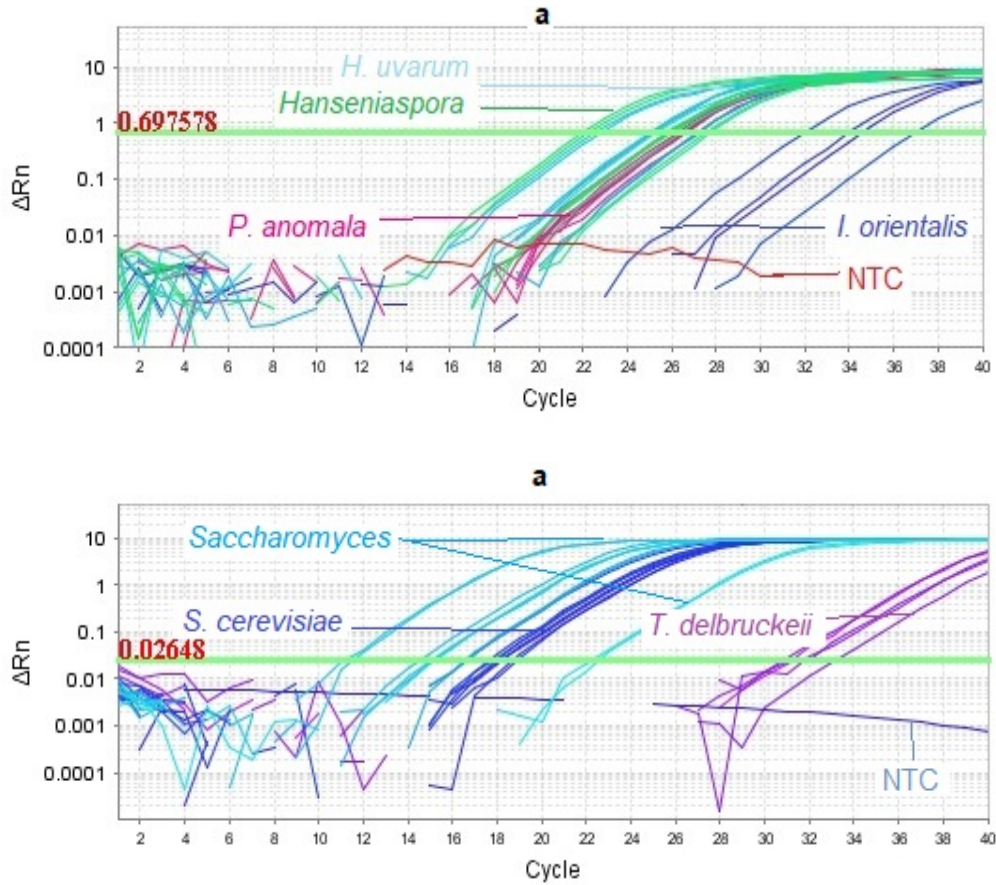 a
H. uvarum
Hanseniaspora
0.697578
P. anomala
I. orientalis
NTC
10
1
0.1
0.01
0.001
0.0001
ΔRn
2 4 6 8 10 12 14 16 18 20 22 24 26 28 30 32 34 36 38 40
Cycle
a
Saccharomyces
S. cerevisiae
T. delbruckeii
0.02648
NTC
10
1
0.1
0.01
0.001
0.0001
ΔRn
2 4 6 8 10 12 14 16 18 20 22 24 26 28 30 32 34 36 38 40
Cycle